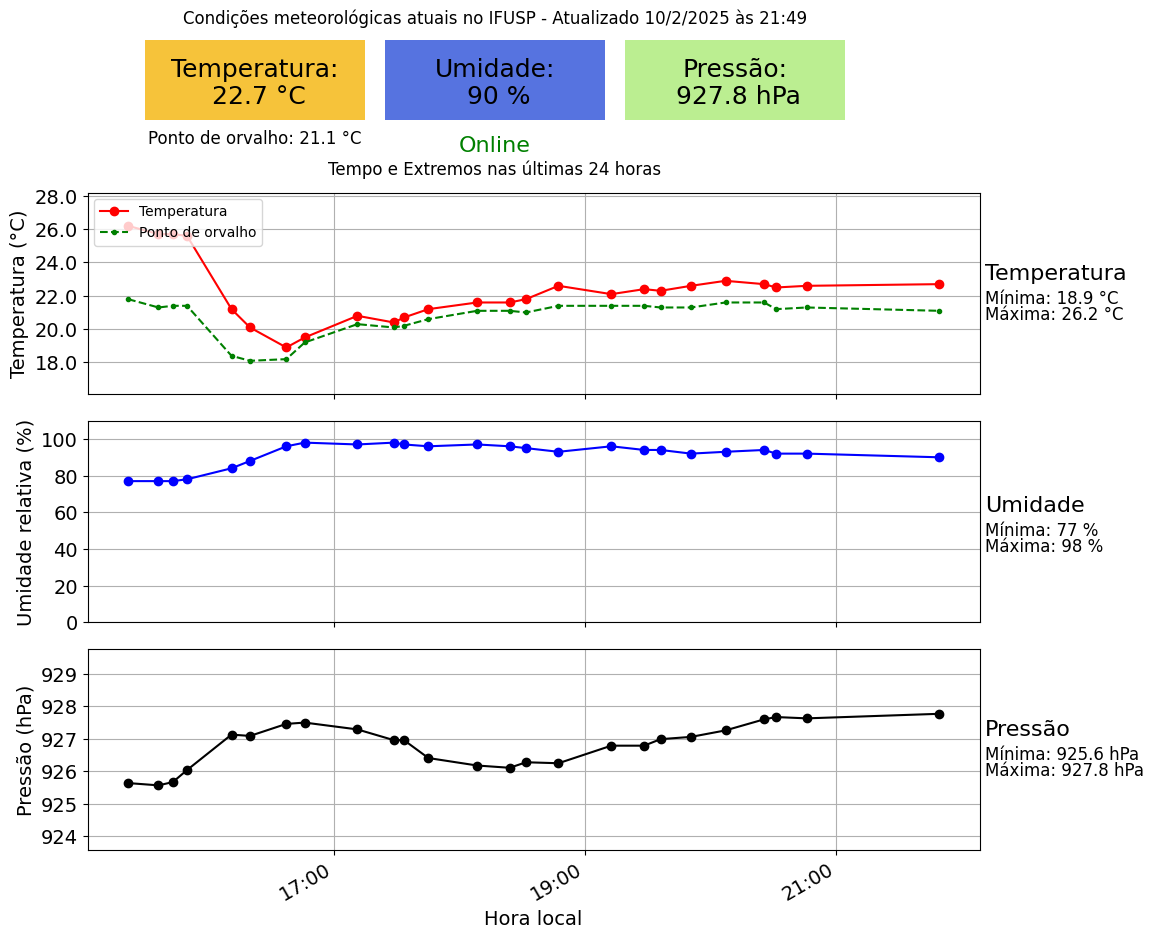 Condições meteorológicas atuais no IFUSP - Atualizado 10/2/2025 às 21:49
Temperatura:
22.7 °C
Umidade:
90 %
Pressão:
927.8 hPa
Ponto de orvalho: 21.1 °C
Online
Tempo e Extremos nas últimas 24 horas
Temperatura (°C)
28.0
26.0
24.0
22.0
20.0
18.0
Temperatura
Ponto de orvalho
Temperatura
Mínima: 18.9 °C
Máxima: 26.2 °C
Umidade relativa (%)
100
80
60
40
20
0
Umidade
Mínima: 77 %
Máxima: 98 %
Pressão (hPa)
929
928
927
926
925
924
Pressão
Mínima: 925.6 hPa
Máxima: 927.8 hPa
17:00
19:00
21:00
Hora local